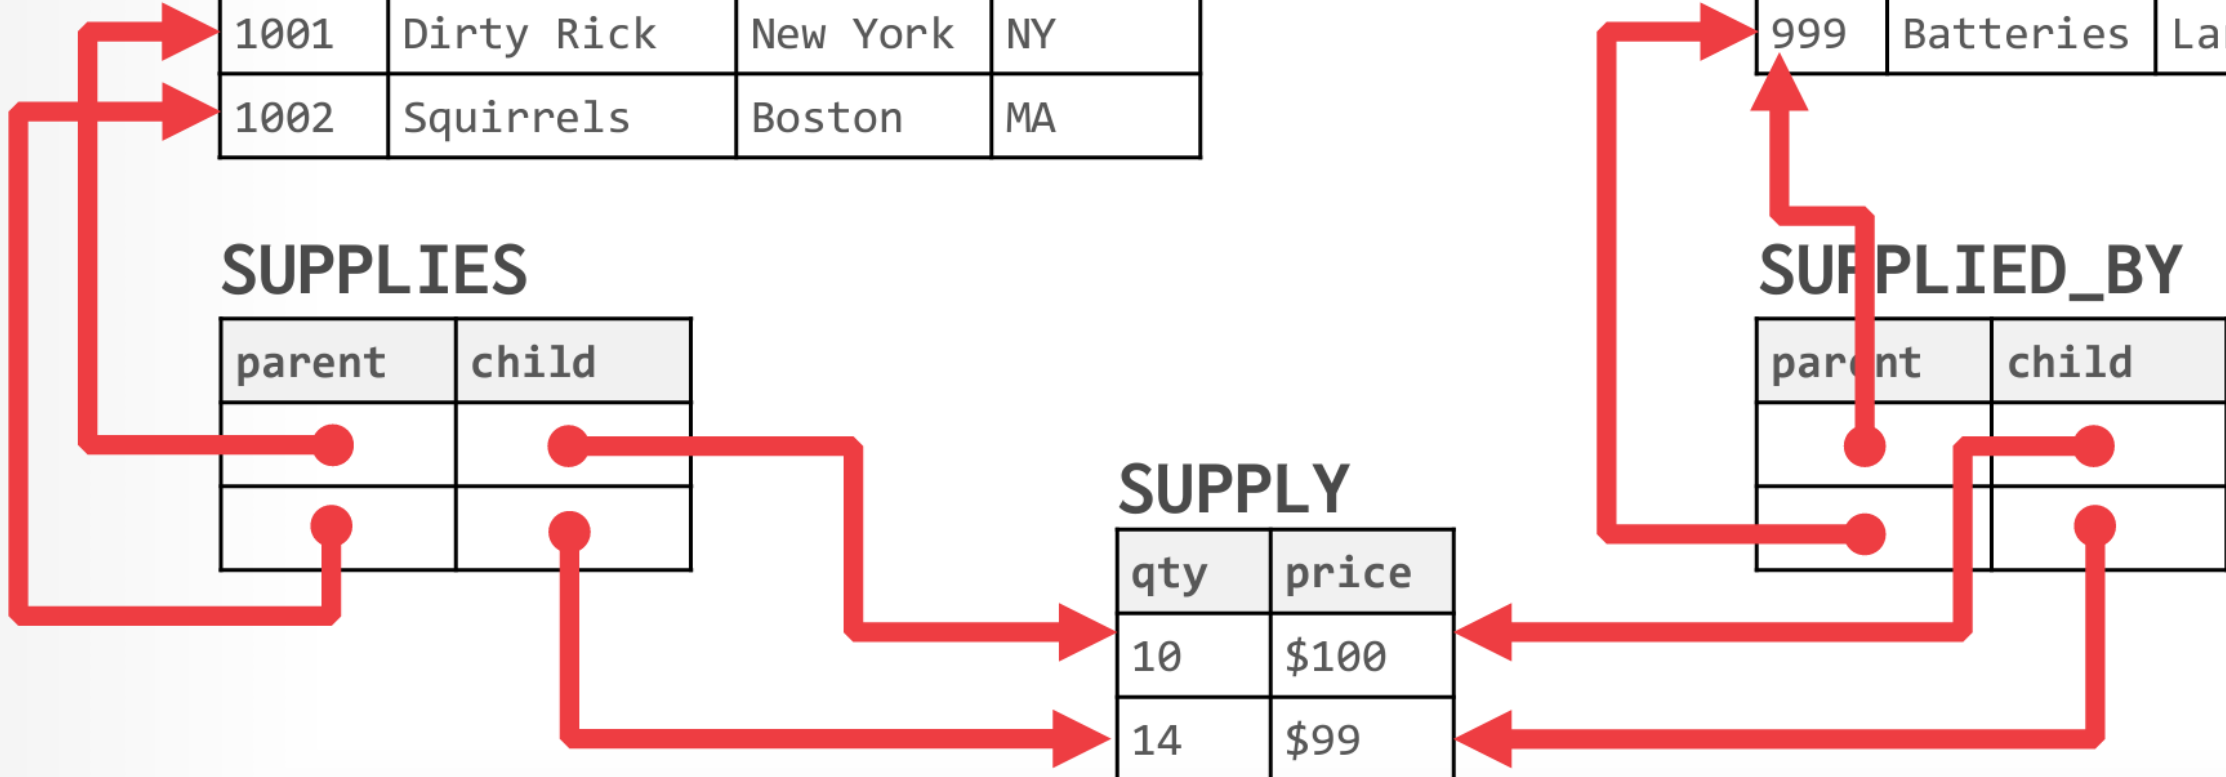 1001 Dirty Rick New York NY
1002 Squirrels Boston MA
999 Batteries
SUPPLIES
parent child
SUPPLIED_BY
parent child
SUPPLY
qty price
10 $100
14 $99